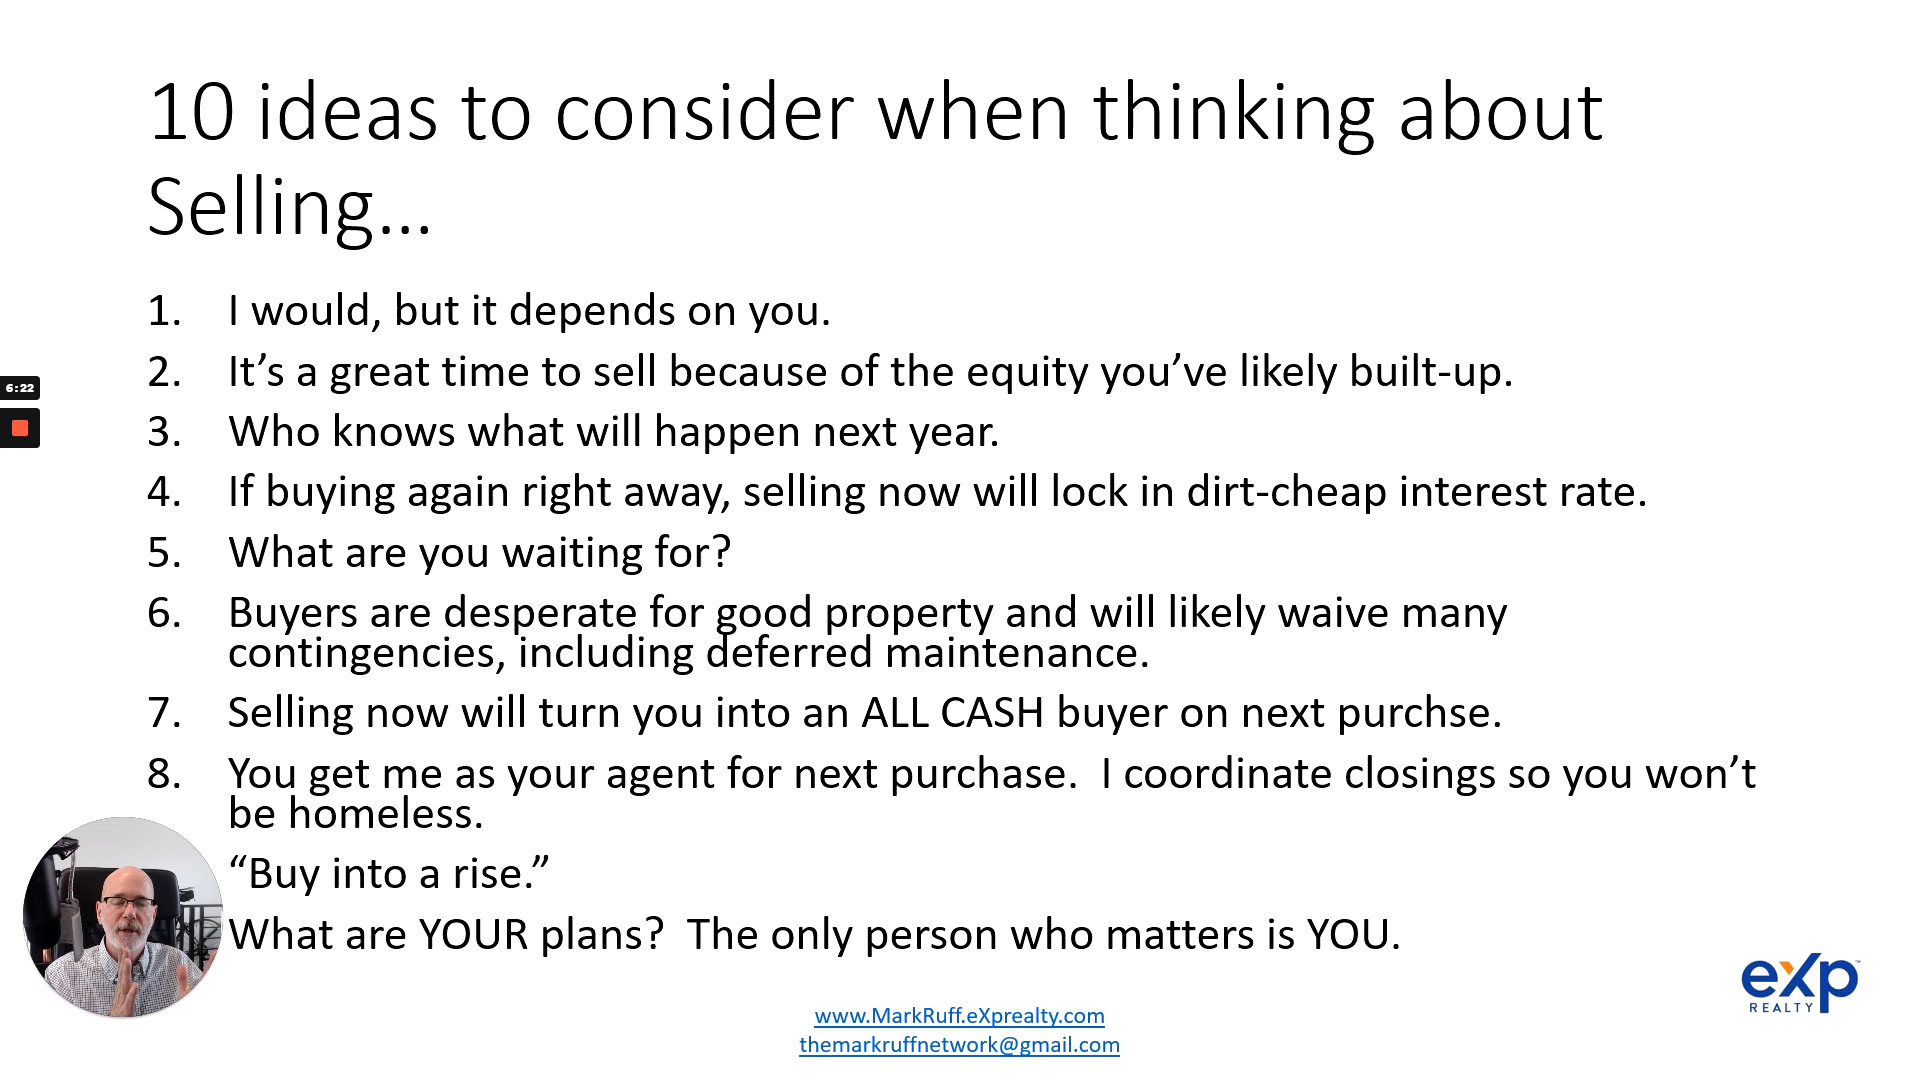 10 ideas to consider when thinking about
Selling…
1. I would, but it depends on you.
2. It’s a great time to sell because of the equity you’ve likely built-up.
6:22
3. Who knows what will happen next year.
4. If buying again right away, selling now will lock in dirt-cheap interest rate.
5. What are you waiting for?
6. Buyers are desperate for good property and will likely waive many
contingencies, including deferred maintenance.
7. Selling now will turn you into an ALL CASH buyer on next purchse.
8. You get me as your agent for next purchase.  I coordinate closings so you won’t
be homeless.
“Buy into a rise.”
What are YOUR plans?  The only person who matters is YOU.
eXp™
REALTY
www.MarkRuff.eXprealty.com
themarkruffnetwork@gmail.com